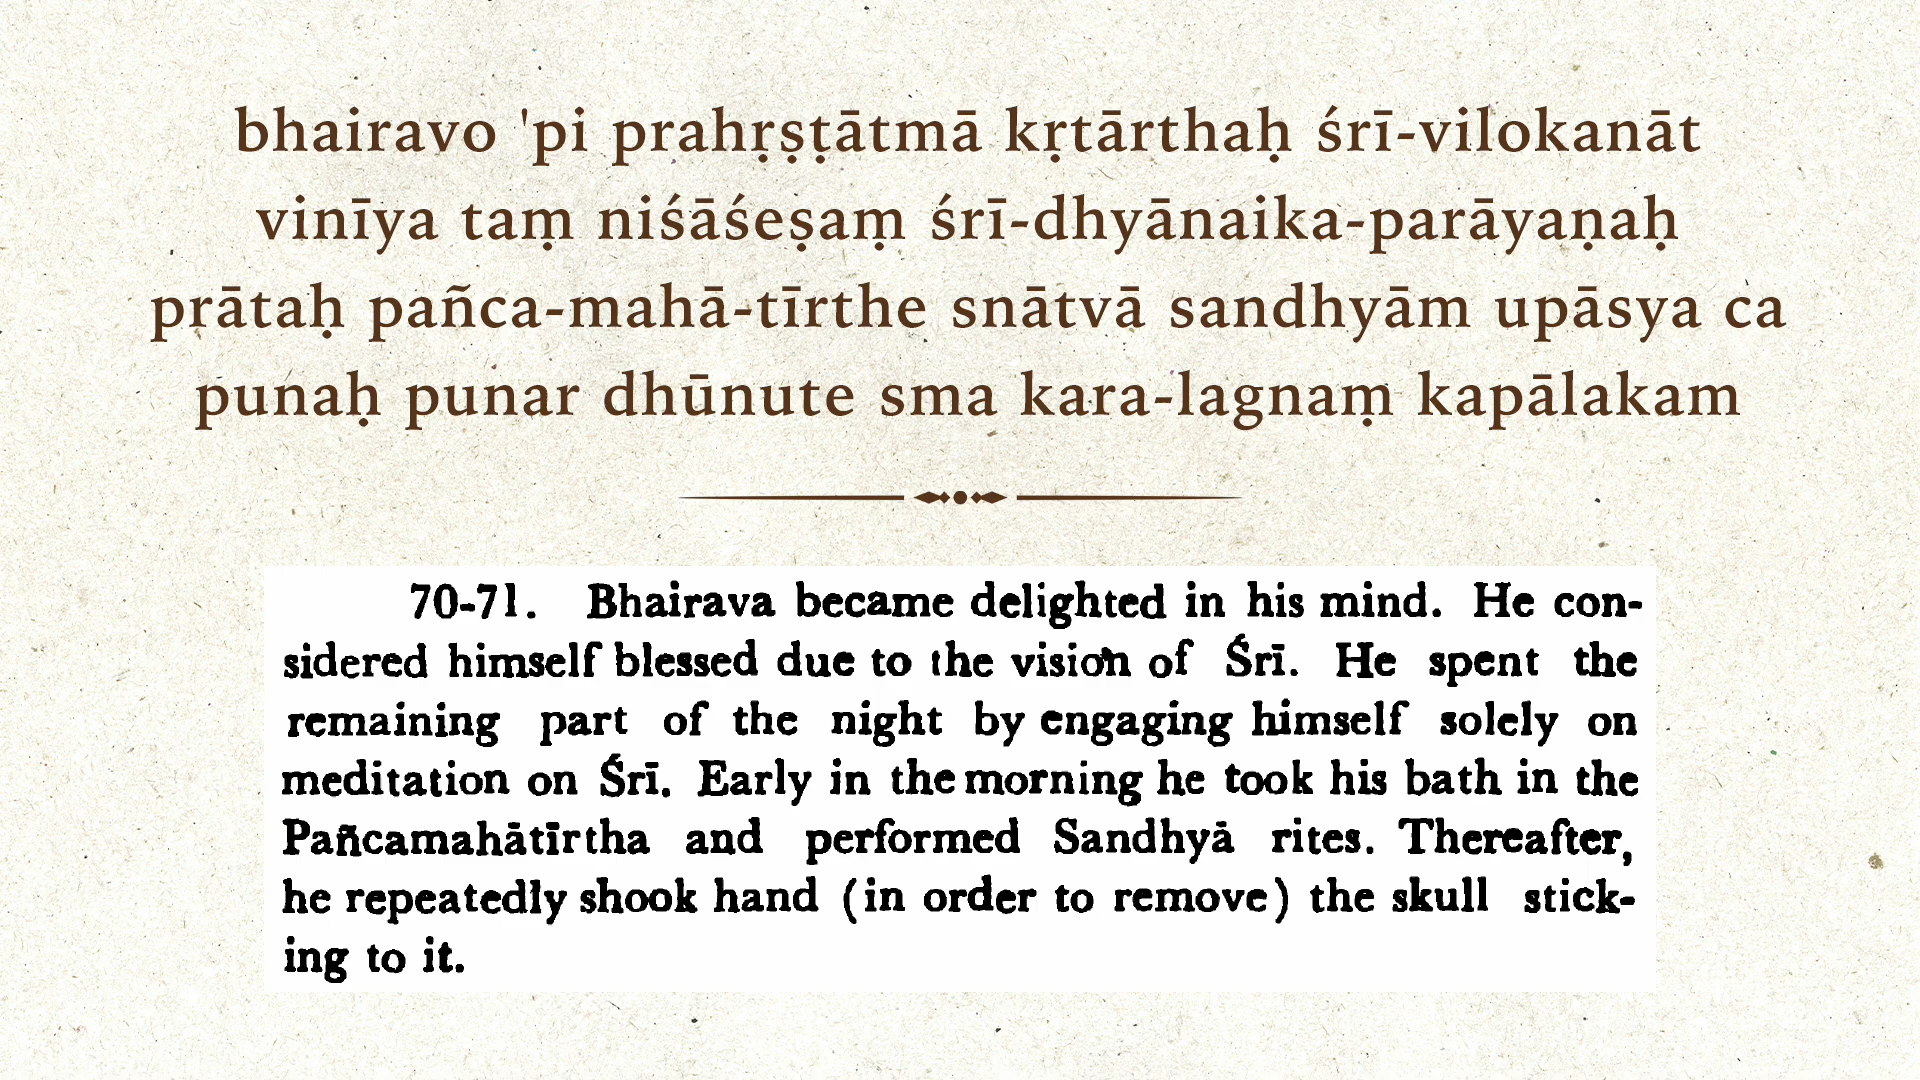 bhairavo 'pi prahṛṣṭātmā kṛtārthaḥ śrī-vilokanāt
vinīya taṃ niśāśeṣaṃ śrī-dhyānaika-parāyaṇaḥ
prātaḥ pañca-mahā-tīrthe snātvā sandhyām upāsya ca
punaḥ punar dhūnute sma kara-lagnaṃ kapālakam
70-71. Bhairava became delighted in his mind. He con-
sidered himself blessed due to the vision of Śrī. He spent the
remaining part of the night by engaging himself solely on
meditation on Śrī. Early in the morning he took his bath in the
Pañcamahātīrtha and performed Sandhyā rites. Thereafter,
he repeatedly shook hand (in order to remove) the skull stick-
ing to it.